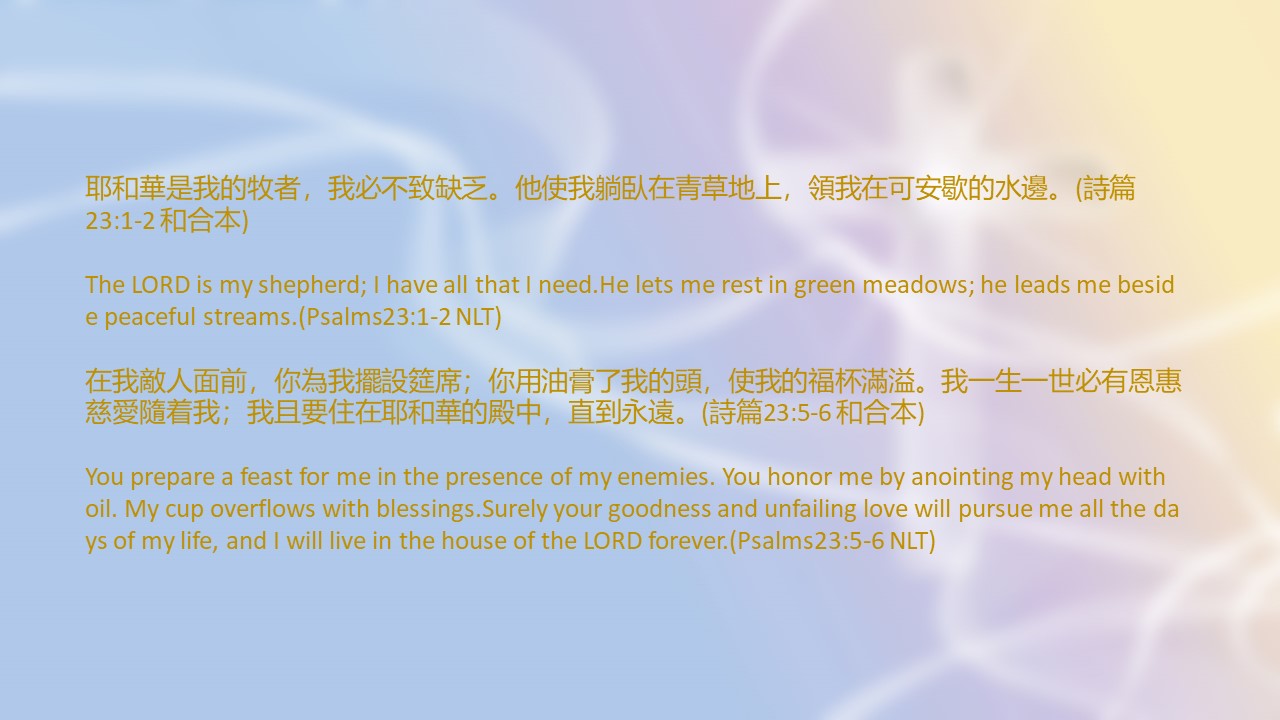 耶和華是我的牧者，我必不致缺乏。他使我躺臥在青草地上，領我在可安歇的水邊。(詩篇
23:1-2 和合本)
The LORD is my shepherd; I have all that I need.He lets me rest in green meadows; he leads me besid
e peaceful streams.(Psalms23:1-2 NLT)
在我敵人面前，你為我擺設筵席；你用油膏了我的頭，使我的福杯滿溢。我一生一世必有恩惠
慈愛隨着我；我且要住在耶和華的殿中，直到永遠。(詩篇23:5-6 和合本)
You prepare a feast for me in the presence of my enemies. You honor me by anointing my head with
oil. My cup overflows with blessings.Surely your goodness and unfailing love will pursue me all the da
ys of my life, and I will live in the house of the LORD forever.(Psalms23:5-6 NLT)